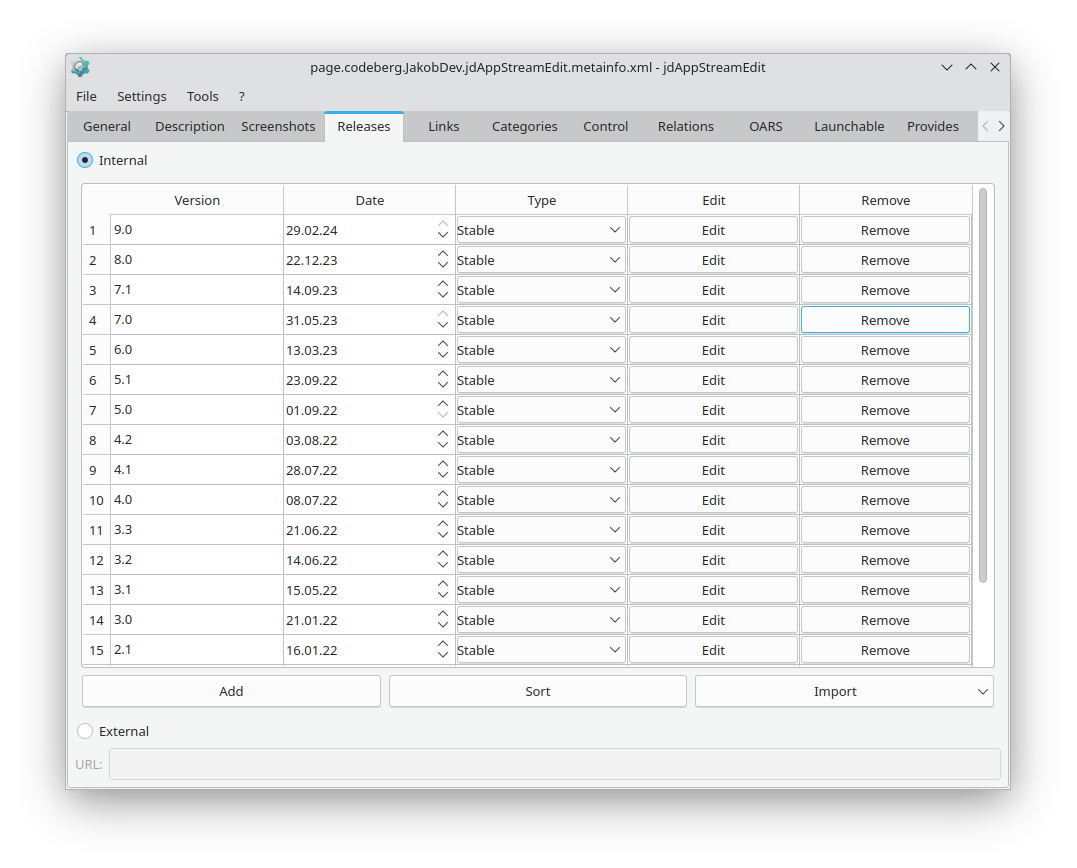 page.codeberg.JakobDev.jdAppStreamEdit.metainfo.xml - jdAppStreamEdit
File Settings Tools ?
General Description Screenshots Releases Links Categories Control Relations OARS Launchable Provides
Internal
Version Date Type Edit Remove
1 9.0 29.02.24 Stable Edit Remove
2 8.0 22.12.23 Stable Edit Remove
3 7.1 14.09.23 Stable Edit Remove
4 7.0 31.05.23 Stable Edit Remove
5 6.0 13.03.23 Stable Edit Remove
6 5.1 23.09.22 Stable Edit Remove
7 5.0 01.09.22 Stable Edit Remove
8 4.2 03.08.22 Stable Edit Remove
9 4.1 28.07.22 Stable Edit Remove
10 4.0 08.07.22 Stable Edit Remove
11 3.3 21.06.22 Stable Edit Remove
12 3.2 14.06.22 Stable Edit Remove
13 3.1 15.05.22 Stable Edit Remove
14 3.0 21.01.22 Stable Edit Remove
15 2.1 16.01.22 Stable Edit Remove
Add Sort Import
External
URL: